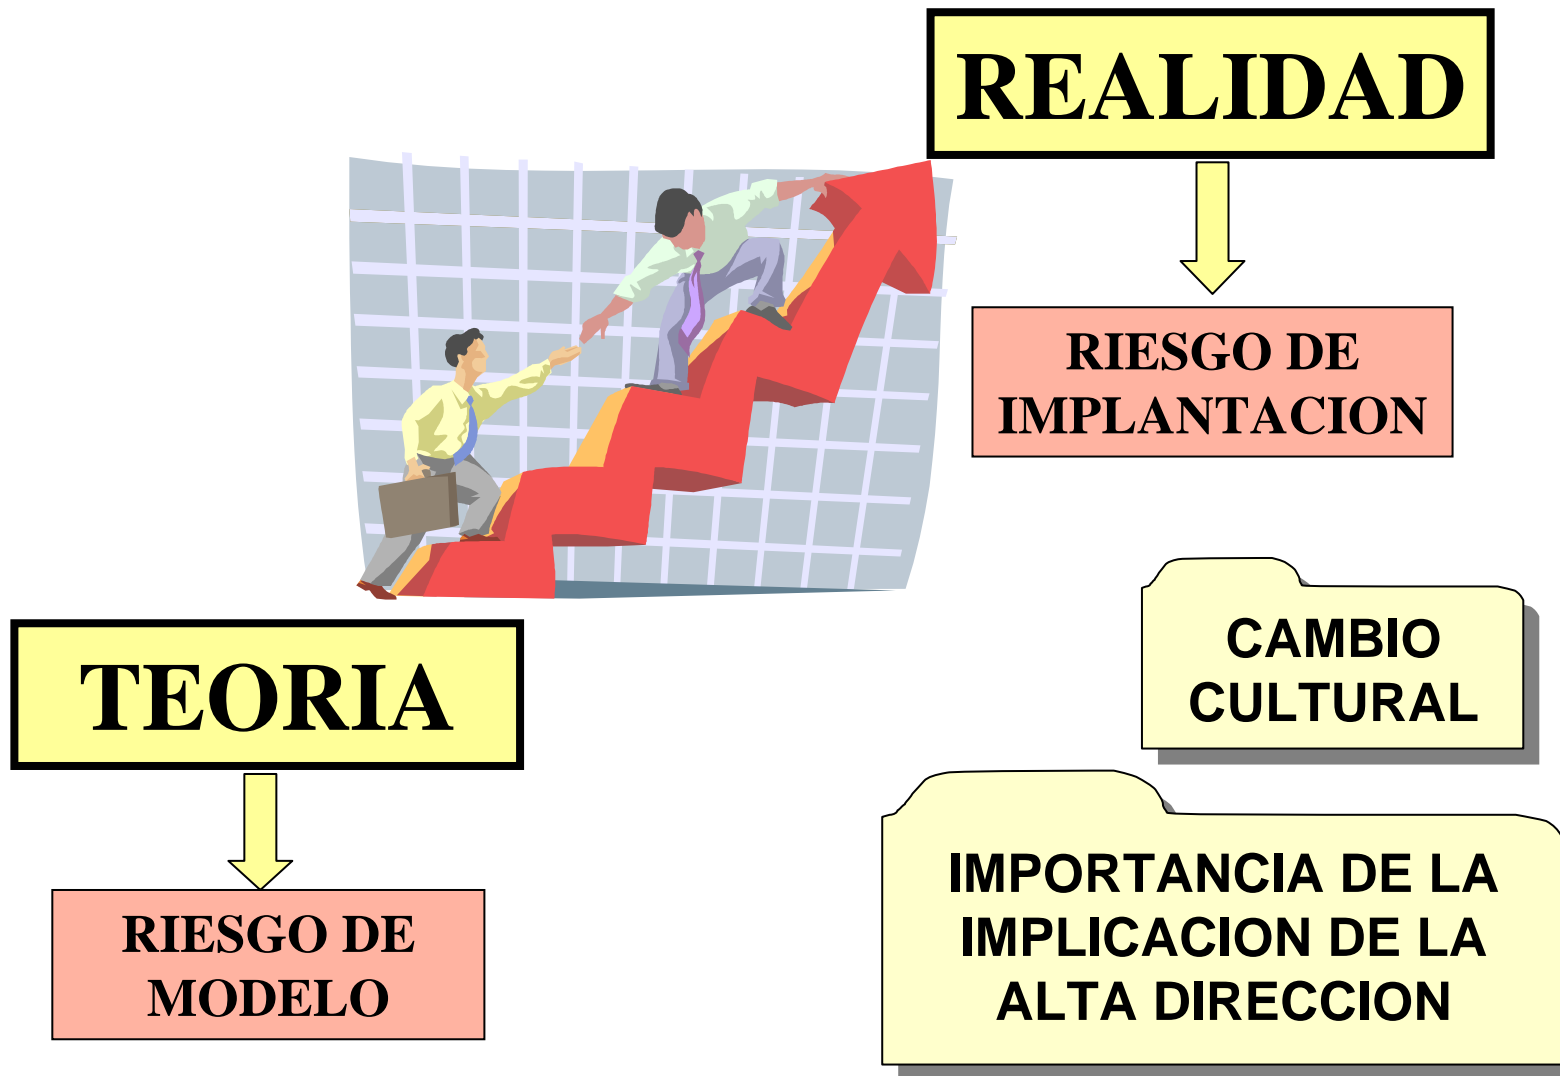 REALIDAD
RIESGO DE
IMPLANTACION
TEORIA
RIESGO DE
MODELO
CAMBIO
CULTURAL
IMPORTANCIA DE LA
IMPLICACION DE LA
ALTA DIRECCION